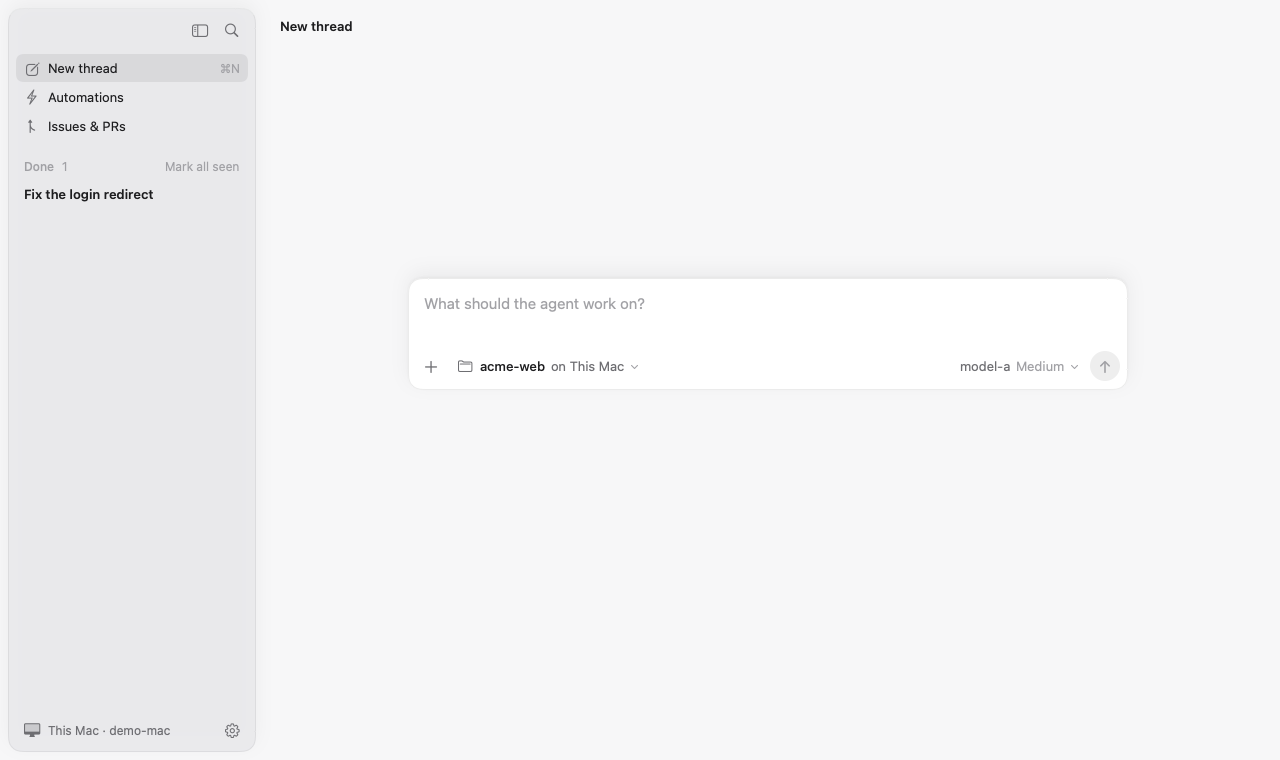 New thread
New thread ⌘N
Automations
Issues & PRs
Done 1 Mark all seen
Fix the login redirect
What should the agent work on?
acme-web on This Mac model-a Medium
This Mac · demo-mac